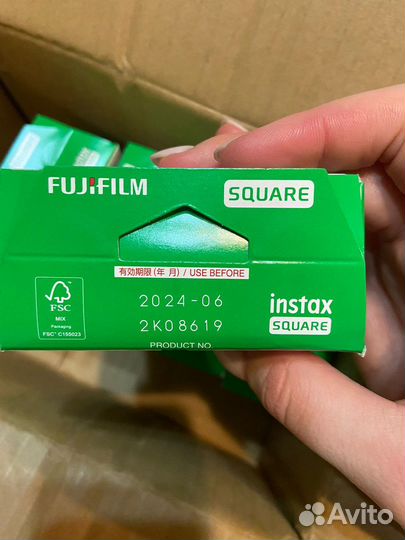 FUJIFILM
SQUARE
有効期限(年 月) / USE BEFORE
2024-06
2K08619
PRODUCT NO
FSC
MIX
Packaging
FSC® C155023
instax
SQUARE
Avito